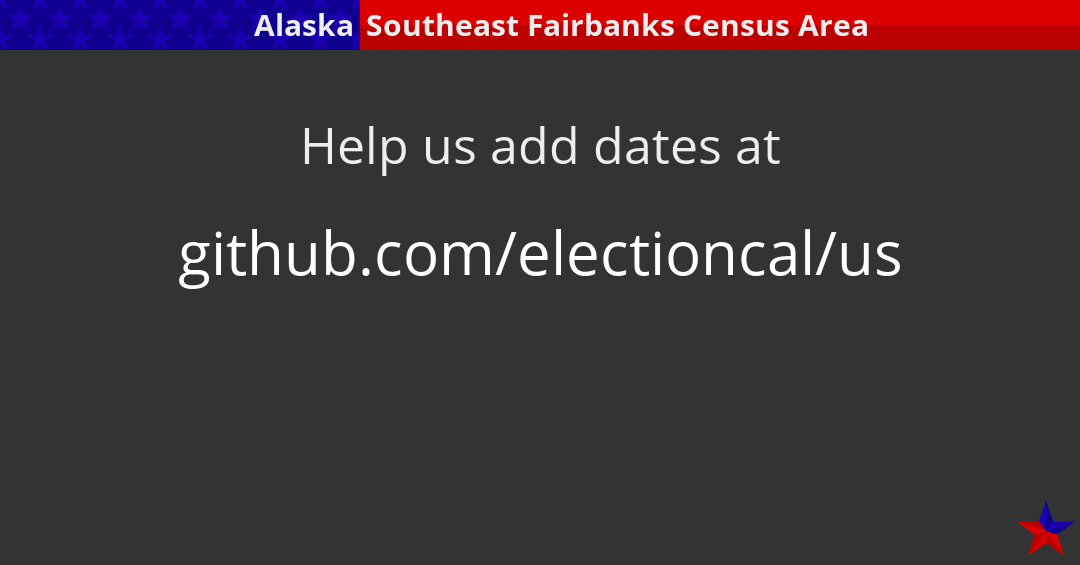 Alaska Southeast Fairbanks Census Area
Help us add dates at
github.com/electioncal/us